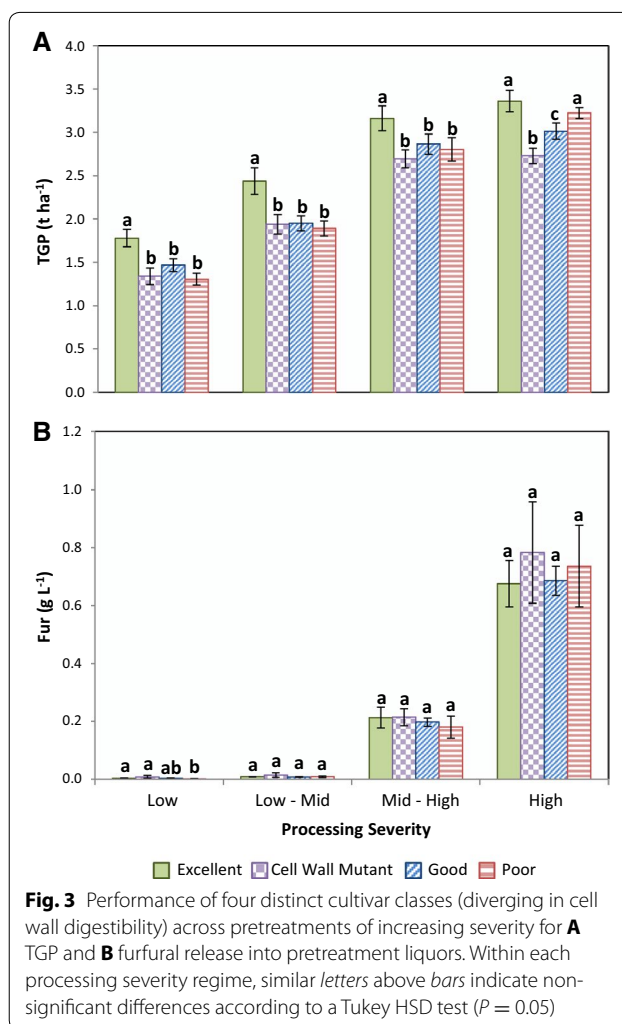 A
TGP (t ha-1)
4.0
3.5
3.0
2.5
2.0
1.5
1.0
0.5
0.0
a b b b
a b b b
a b b b
a b c a
B
Fur (g L-1)
1.2
1.0
0.8
0.6
0.4
0.2
0.0
a a ab b
a a a a
a a a a
a a a a
Low Low - Mid Mid - High High
Processing Severity
Excellent Cell Wall Mutant Good Poor
Fig. 3 Performance of four distinct cultivar classes (diverging in cell
wall digestibility) across pretreatments of increasing severity for A
TGP and B furfural release into pretreatment liquors. Within each
processing severity regime, similar letters above bars indicate non-
significant differences according to a Tukey HSD test (P = 0.05)